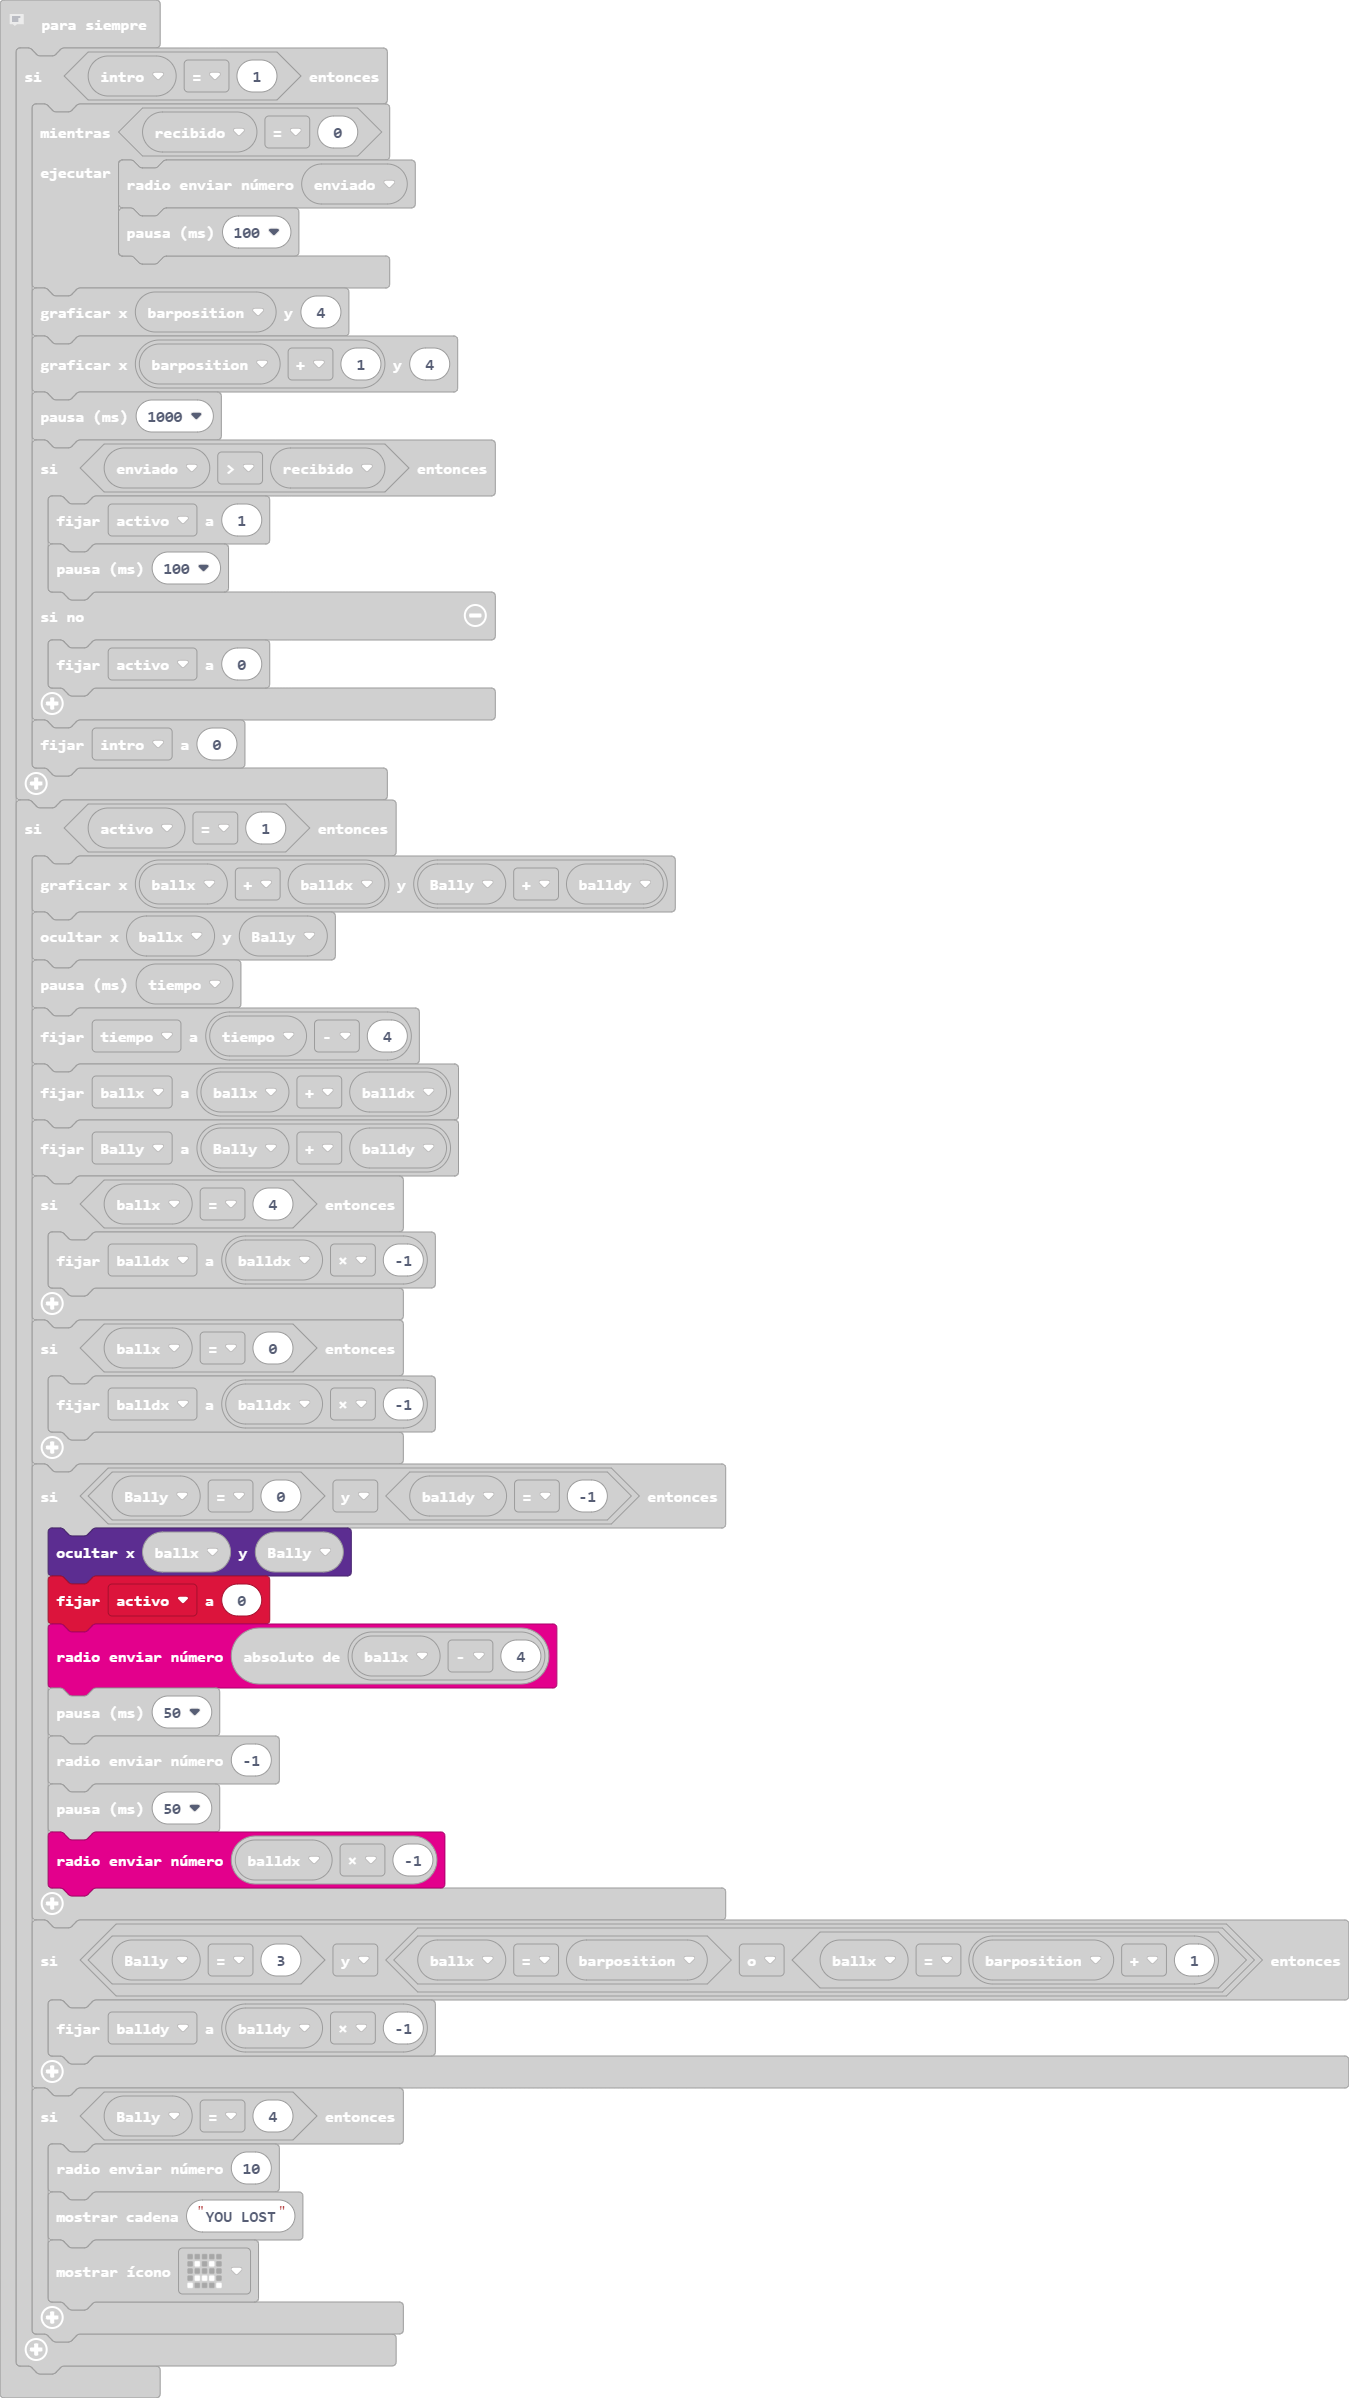 para siempre
si intro = 1 entonces
mientras recibido = 0
ejecutar radio enviar número enviado
pausa (ms) 100
graficar x barposition y 4
graficar x barposition + 1 y 4
pausa (ms) 1000
si enviado > recibido entonces
fijar activo a 1
pausa (ms) 100
si no
fijar activo a 0
fijar intro a 0
si activo = 1 entonces
graficar x ballx + balldx y Bally + balldy
ocultar x ballx y Bally
pausa (ms) tiempo
fijar tiempo a tiempo - 4
fijar ballx a ballx + balldx
fijar Bally a Bally + balldy
si ballx = 4 entonces
fijar balldx a balldx × -1
si ballx = 0 entonces
fijar balldx a balldx × -1
si Bally = 0 y balldy = -1 entonces
ocultar x ballx y Bally
fijar activo a 0
radio enviar número absoluto de ballx - 4
pausa (ms) 50
radio enviar número -1
pausa (ms) 50
radio enviar número balldx × -1
si Bally = 3 y ballx = barposition o ballx = barposition + 1 entonces
fijar balldy a balldy × -1
si Bally = 4 entonces
radio enviar número 10
mostrar cadena "YOU LOST"
mostrar ícono